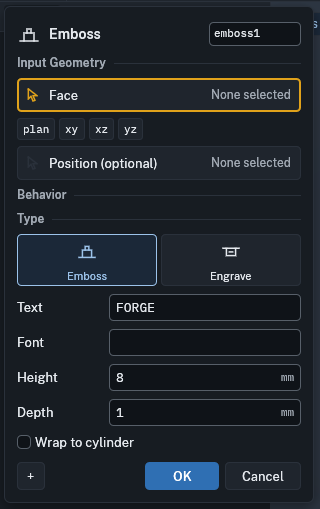 Emboss emboss1
Input Geometry
Face None selected
plan xy xz yz
Position (optional) None selected
Behavior
Type
Emboss Engrave
Text FORGE
Font
Height 8 mm
Depth 1 mm
Wrap to cylinder
+ OK Cancel